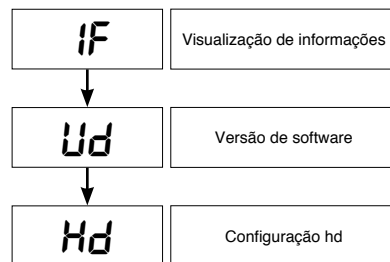 IF
Visualização de informações
Ud
Versão de software
Hd
Configuração hd